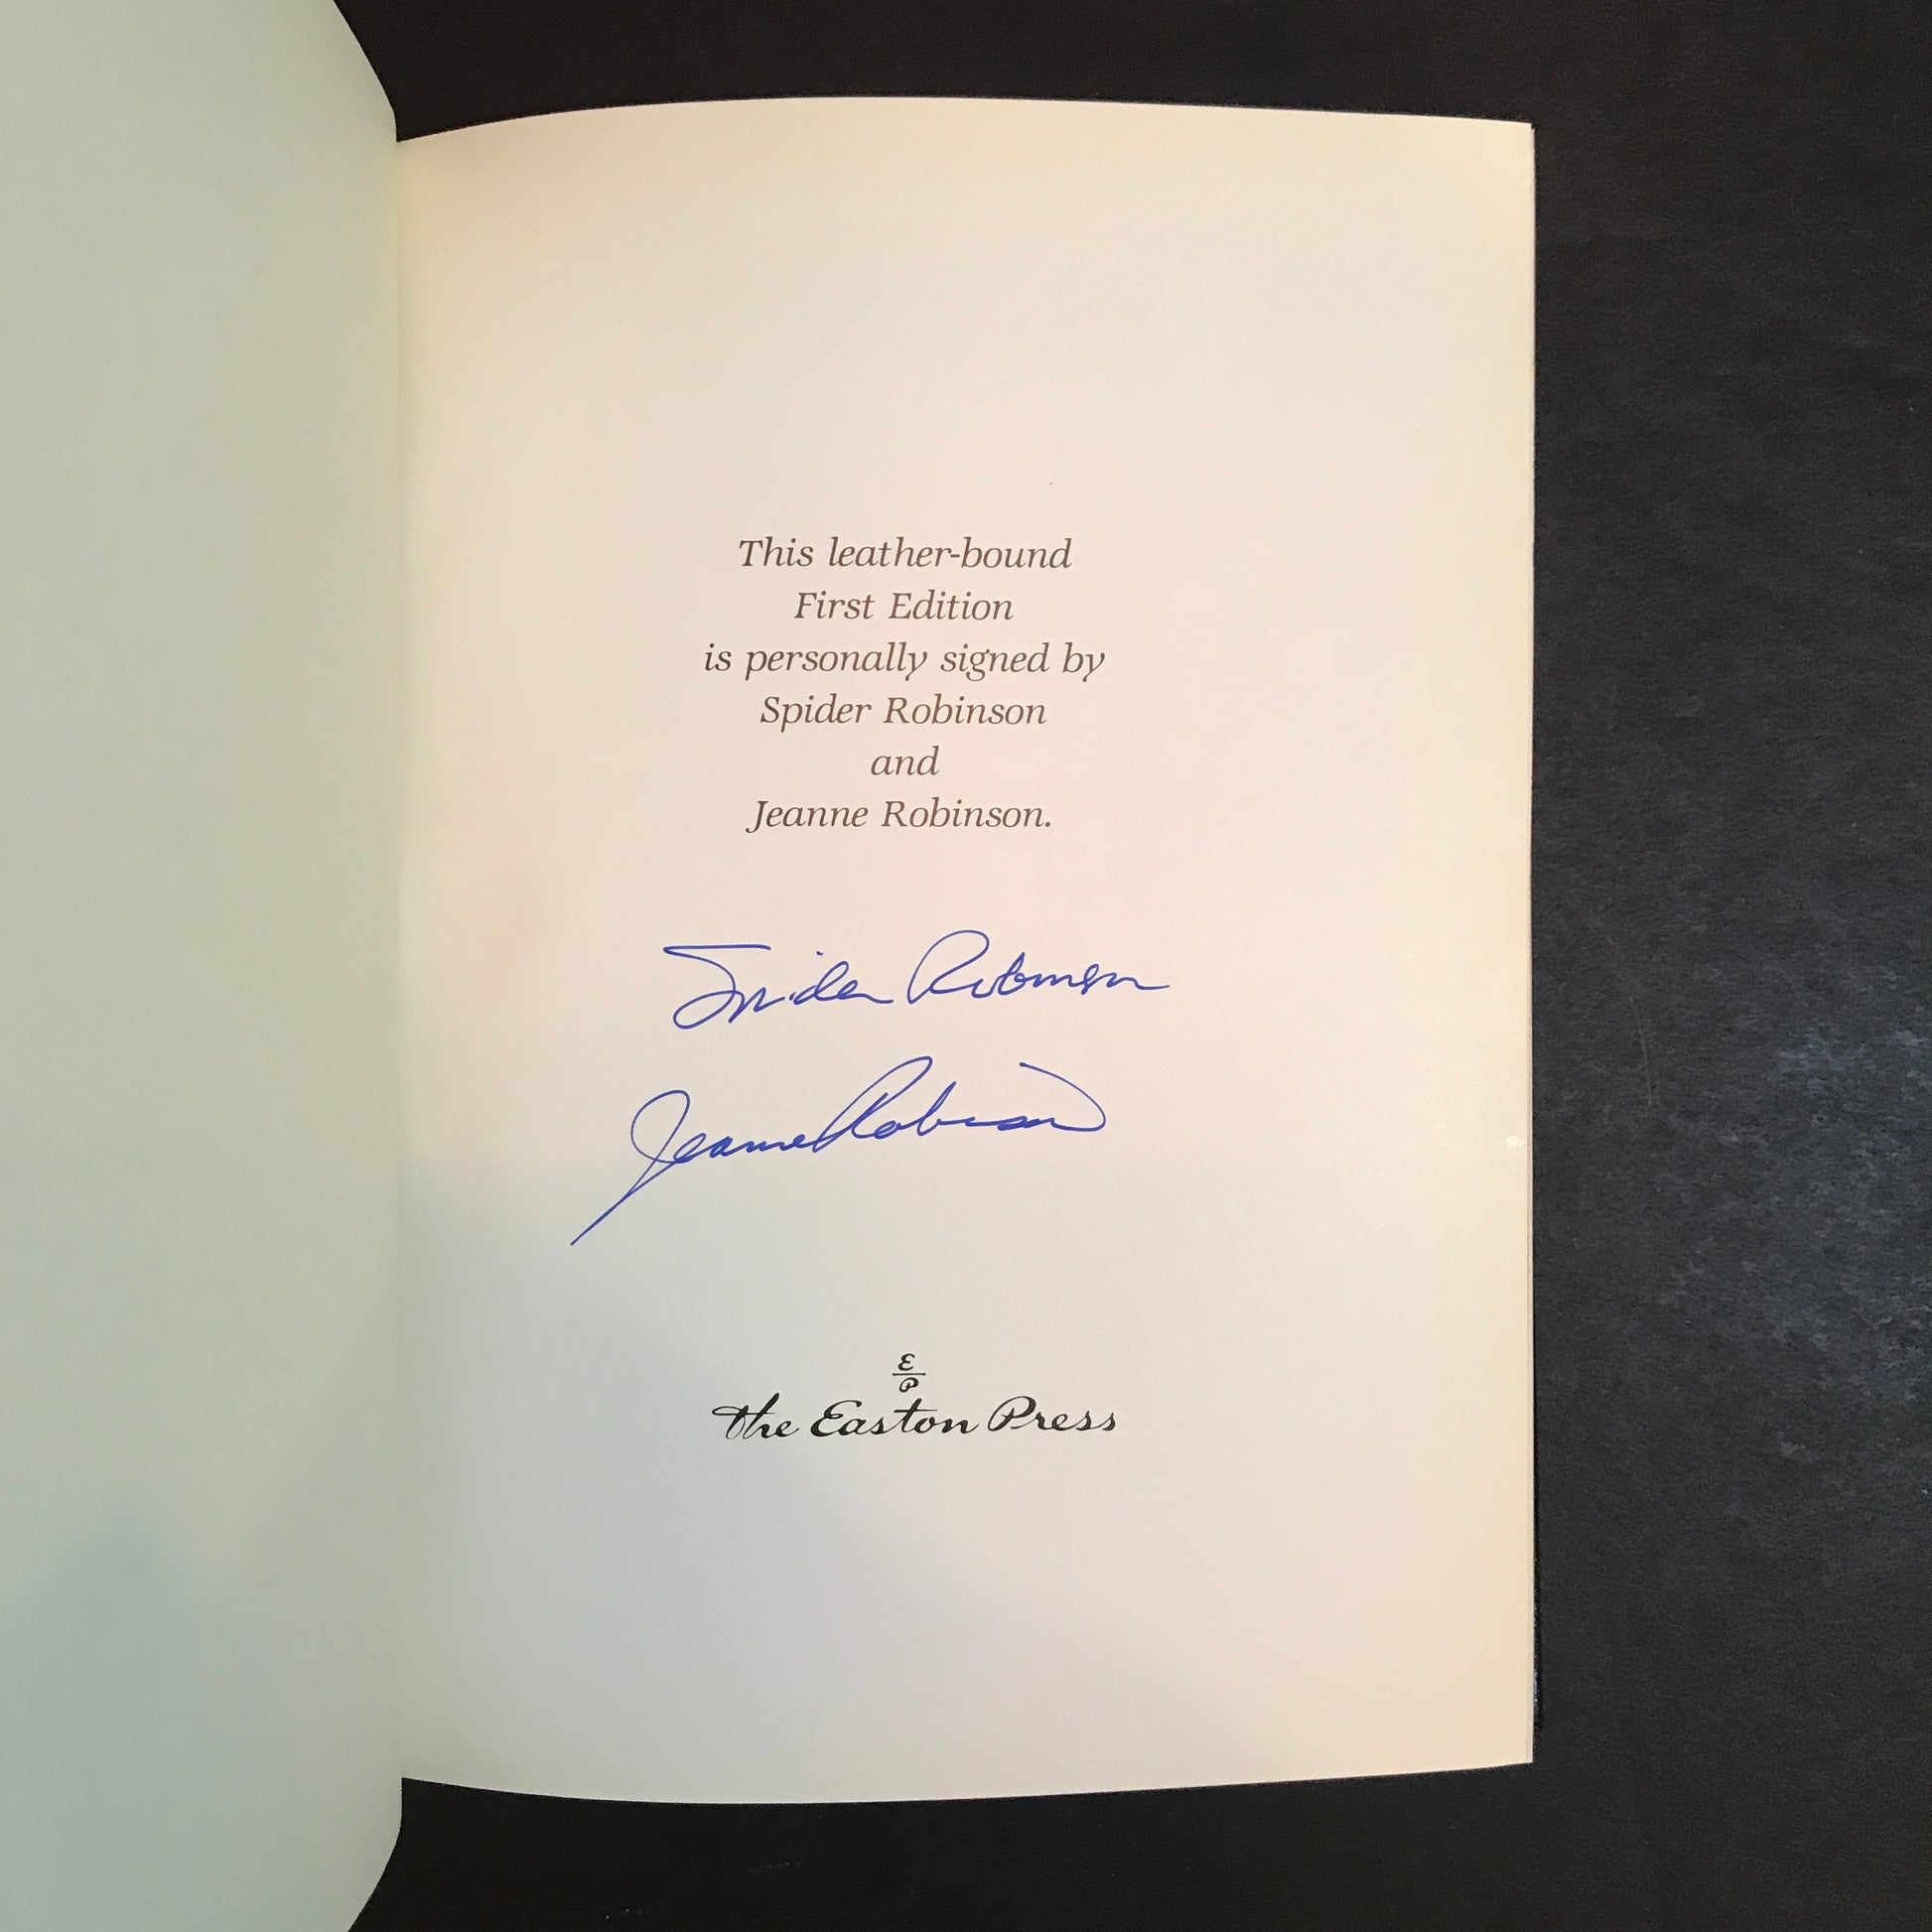 This leather-bound
First Edition
is personally signed by
Spider Robinson
and
Jeanne Robinson.
Spider Robinson
Jeanne Robinson
E
P
The Easton Press